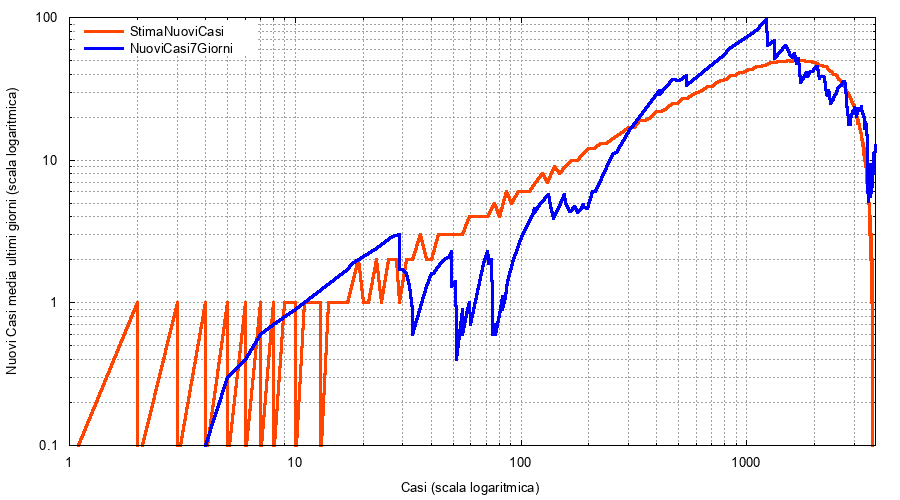 100
10
1
0.1
1
10
100
1000
Nuovi Casi media ultimi giorni (scala logaritmica)
Casi (scala logaritmica)
StimaNuoviCasi
NuoviCasi7Giorni